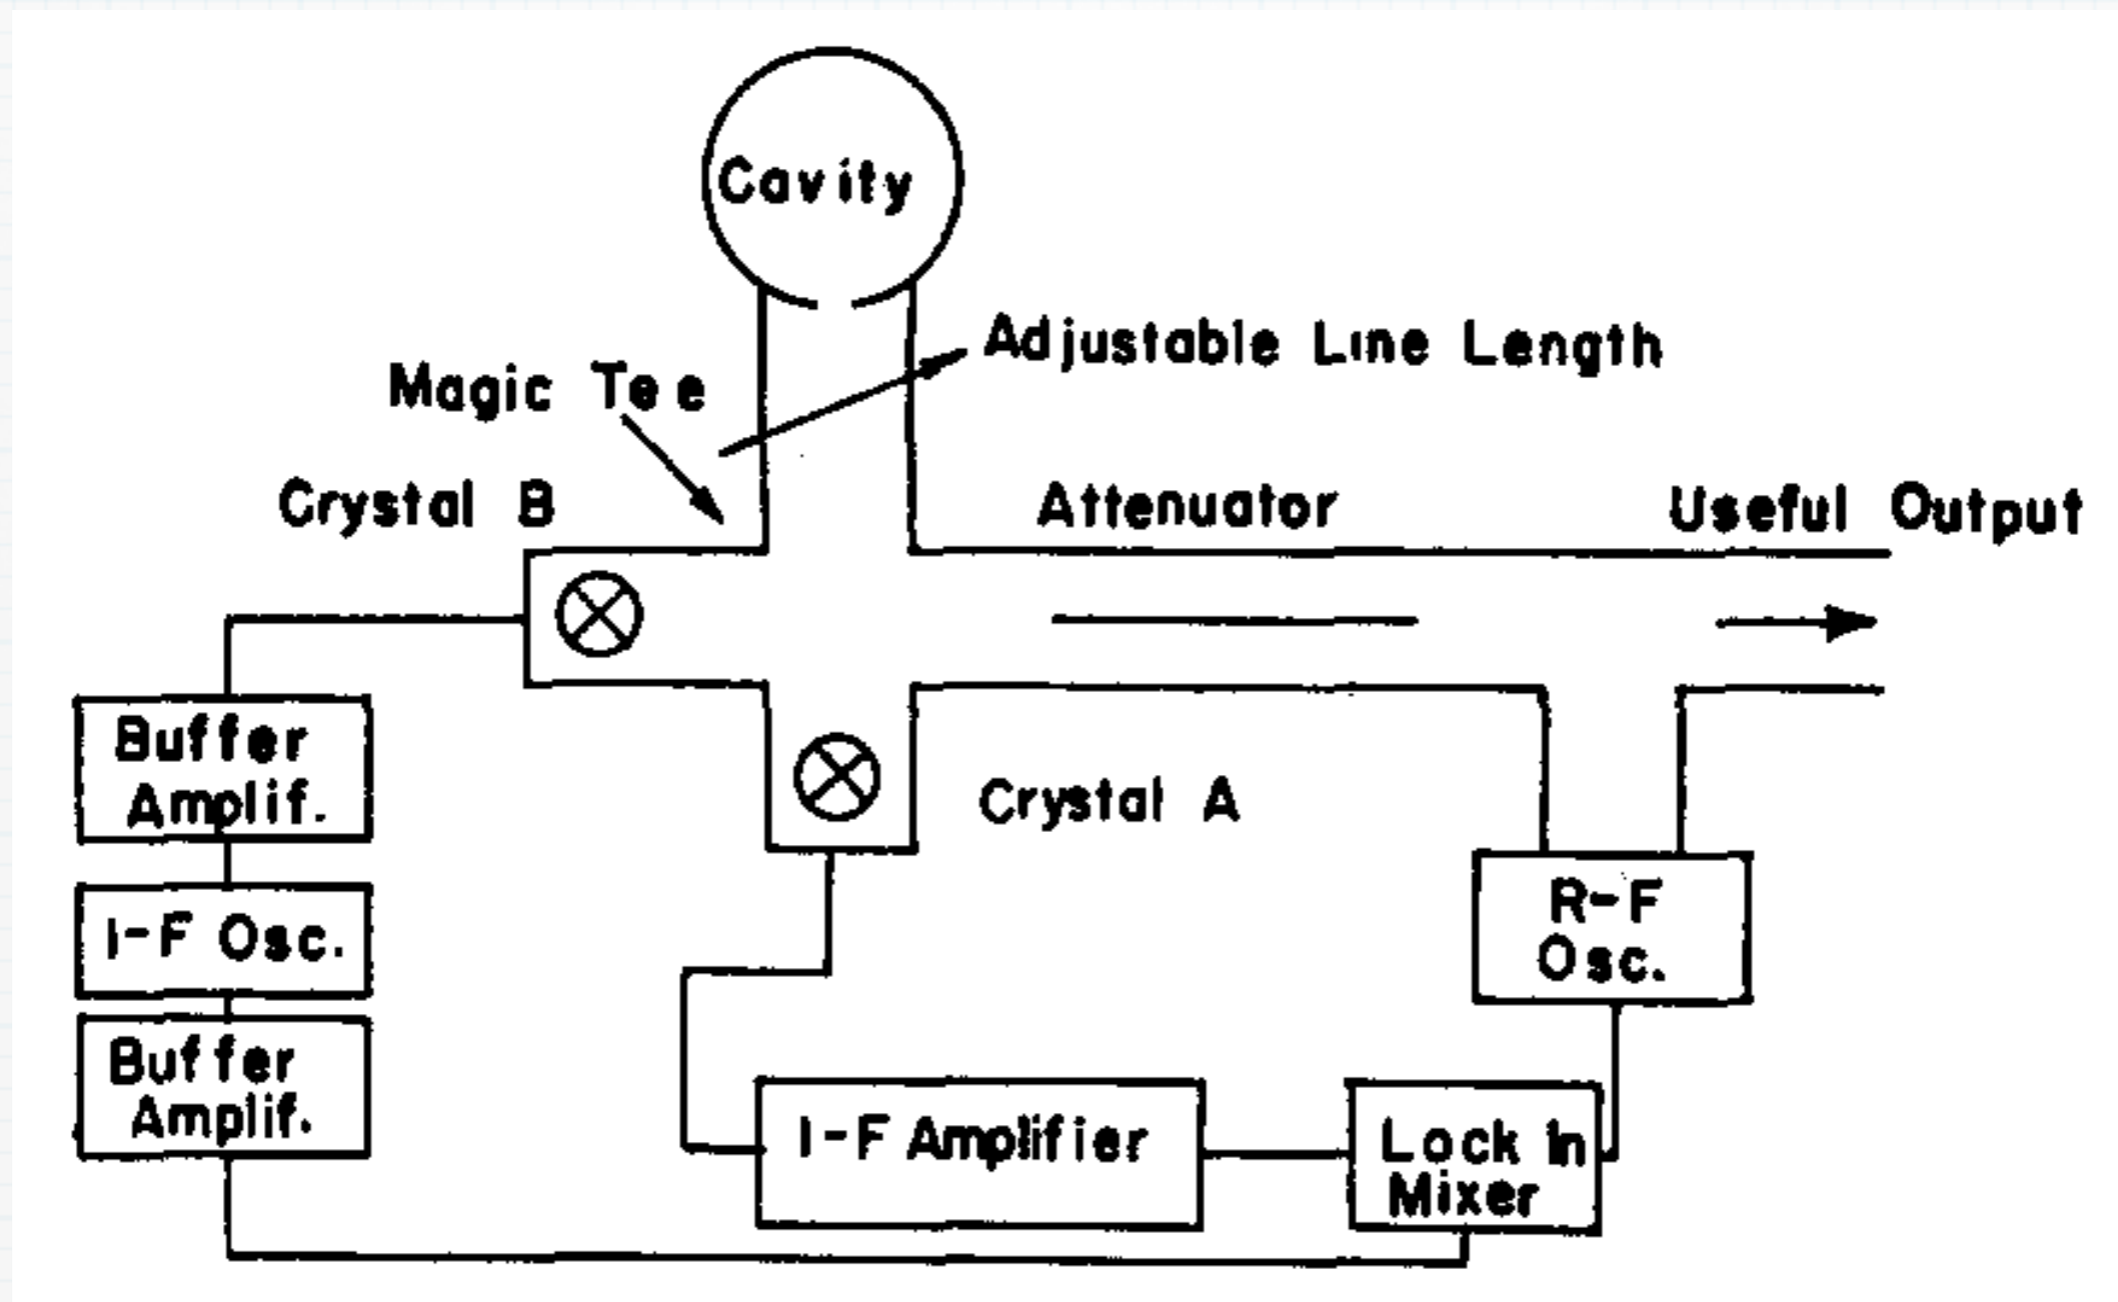 Cavity
Adjustable Line Length
Magic Tee
Crystal B
Attenuator
Useful Output
Buffer
Amplif.
Crystal A
I-F Osc.
R-F
Osc.
Buffer
Amplif.
I-F Amplifier
Lock in
Mixer